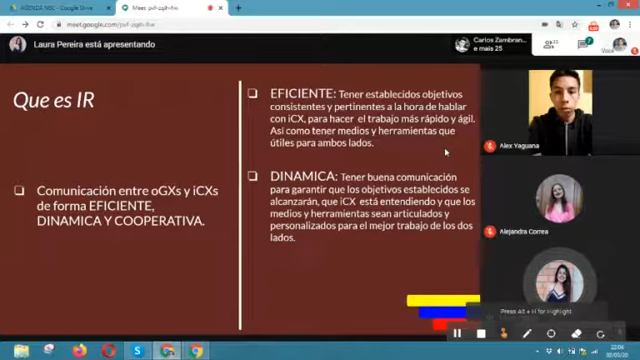 AGENDA NSC - Google Drive
Meet
meet.google.com
Laura Pereira está apresentando
Carlos Zambran...
e mais 25
Que es IR
Comunicación entre oGXs y iCXs
de forma EFICIENTE,
DINAMICA Y COOPERATIVA.
EFICIENTE: Tener establecidos objetivos
consistentes y pertinentes a la hora de hablar
con iCX, para hacer el trabajo más rápido y ágil.
Asi como tener medios y herramientas que
útiles para ambos lados.
DINAMICA: Tener buena comunicación
para garantir que los objetivos establecidos se
alcanzarán, que iCX está entendiendo y que los
medios y herramientas sean articulados y
personalizados para el mejor trabajo de los dos
lados.
Alex Yaguana
Alejandra Correa
Press Alt + H for Highlight
22:06